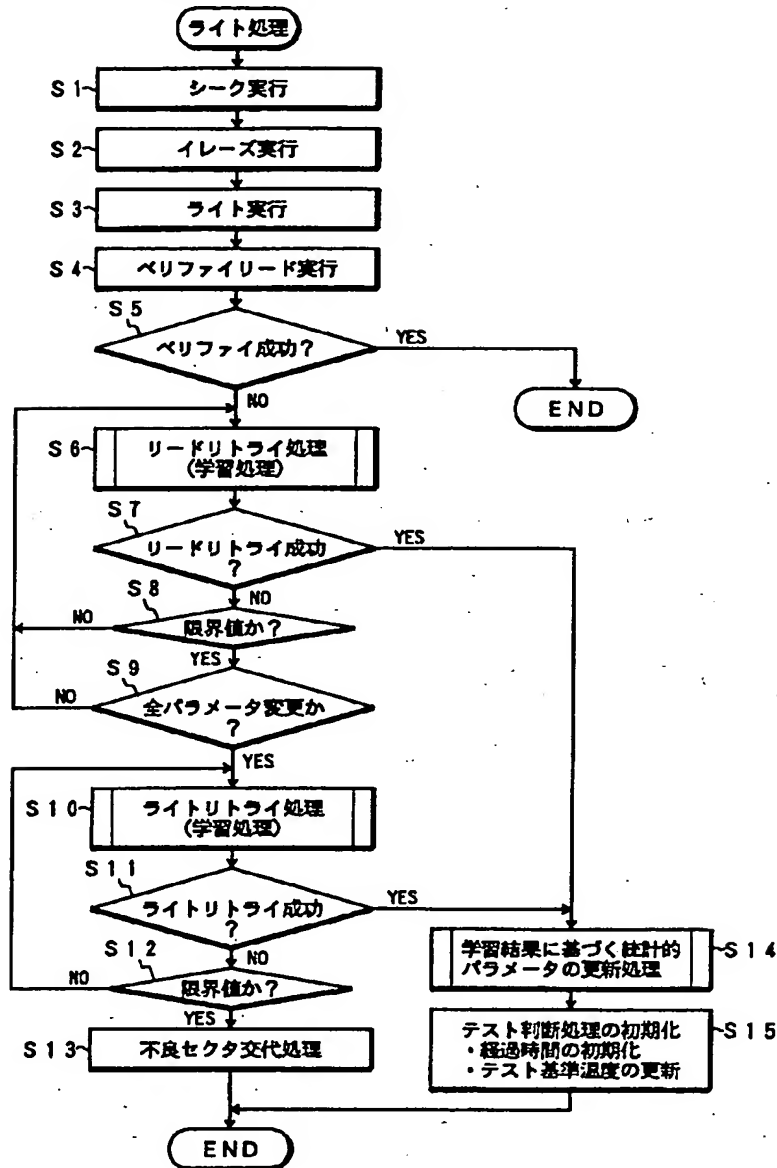 ライト処理
S1
シーク実行
S2
イレーズ実行
S3
ライト実行
S4
ベリファイリード実行
S5
ベリファイ成功?
YES
NO
END
S6
リードリトライ処理
(学習処理)
S7
リードリトライ成功
?
YES
NO
S8
限界値か?
NO
YES
S9
全パラメータ変更か
?
NO
YES
S10
ライトリトライ処理
(学習処理)
S11
ライトリトライ成功
?
YES
NO
S12
限界値か?
NO
YES
S13
不良セクタ交代処理
学習結果に基づく統計的
パラメータの更新処理
S14
テスト判断処理の初期化
・経過時間の初期化
・テスト基準温度の更新
S15
END